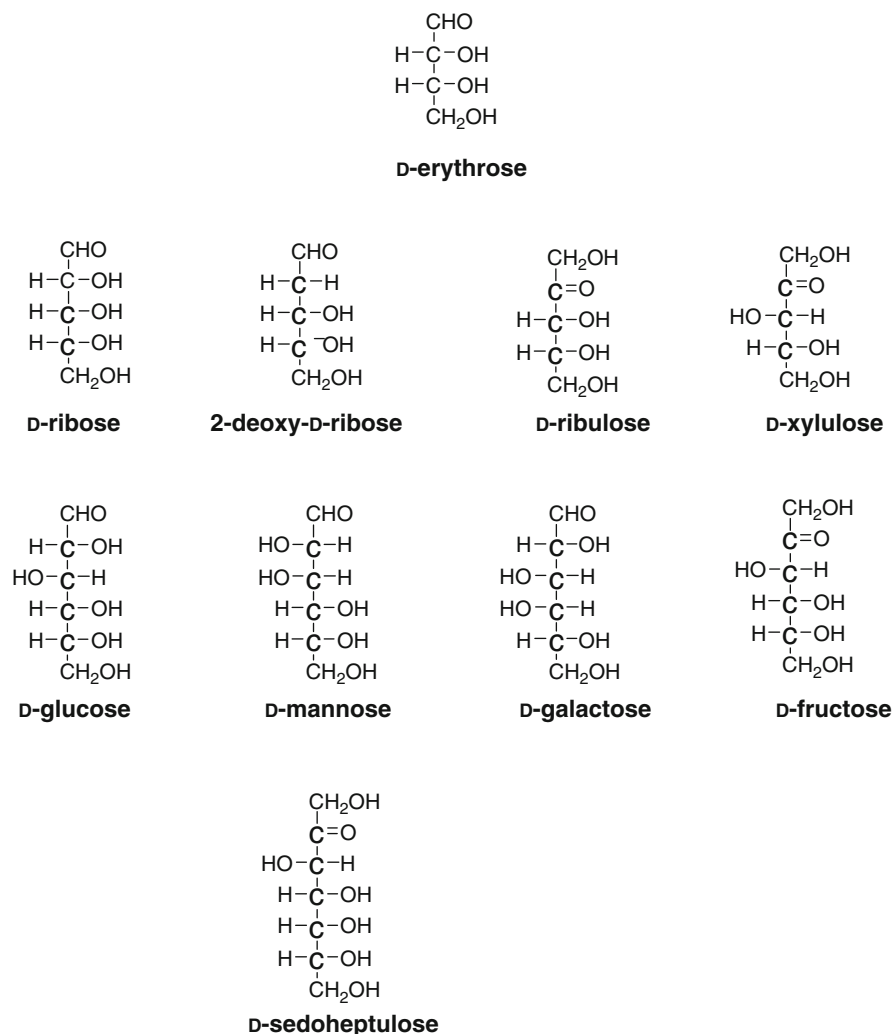 CHO
H–C–OH
H–C–OH
CH₂OH
D-erythrose
CHO
H–C–OH
H–C–OH
H–C–OH
CH₂OH
D-ribose
CHO
H–C–H
H–C–OH
H–C –OH
CH₂OH
2-deoxy-D-ribose
CH₂OH
C=O
H–C–OH
H–C–OH
CH₂OH
D-ribulose
CH₂OH
C=O
HO–C–H
H–C–OH
CH₂OH
D-xylulose
CHO
H–C–OH
HO–C–H
H–C–OH
H–C–OH
CH₂OH
D-glucose
CHO
HO–C–H
HO–C–H
H–C–OH
H–C–OH
CH₂OH
D-mannose
CHO
H–C–OH
HO–C–H
HO–C–H
H–C–OH
CH₂OH
D-galactose
CH₂OH
C=O
HO–C–H
H–C–OH
H–C–OH
CH₂OH
D-fructose
CH₂OH
C=O
HO–C–H
H–C–OH
H–C–OH
H–C–OH
CH₂OH
D-sedoheptulose